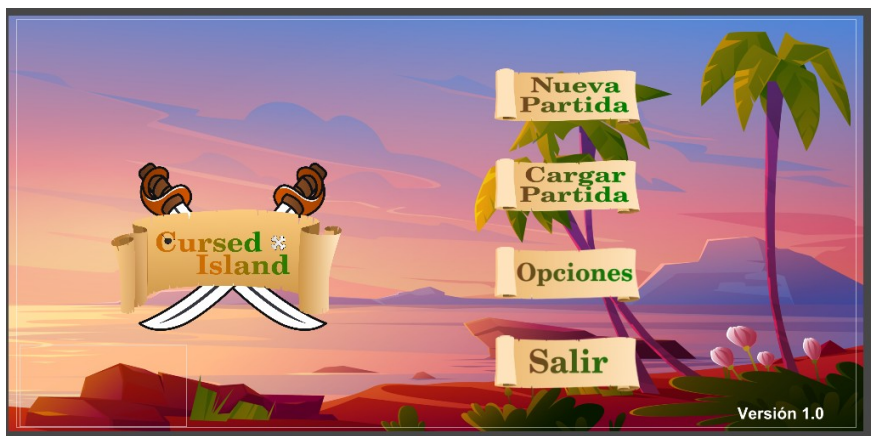 Cursed
Island
Nueva
Partida
Cargar
Partida
Opciones
Salir
Versión 1.0